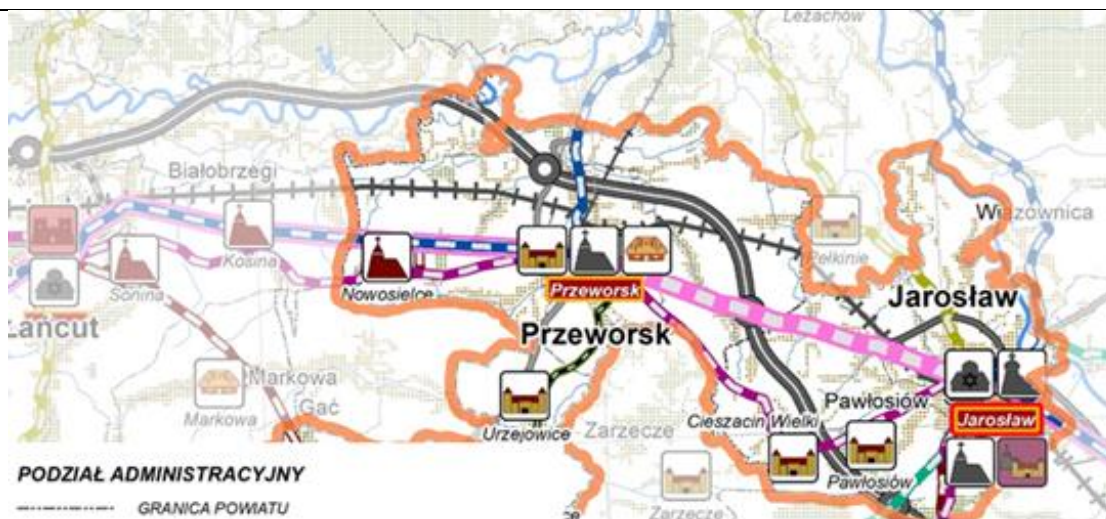 Leżachów
Białobrzegi
Wiązownica
Kosina
Sonina
Nowosielce
Przeworsk
Pełkinie
Jarosław
Łańcut
Przeworsk
Markowa
Gać
Markowa
Urzejowice
Zarzecze
Cieszacin Wielki
Pawłosiów
Jarosław
Pawłosiów
Zarzecze
PODZIAŁ ADMINISTRACYJNY
GRANICA POWIATU